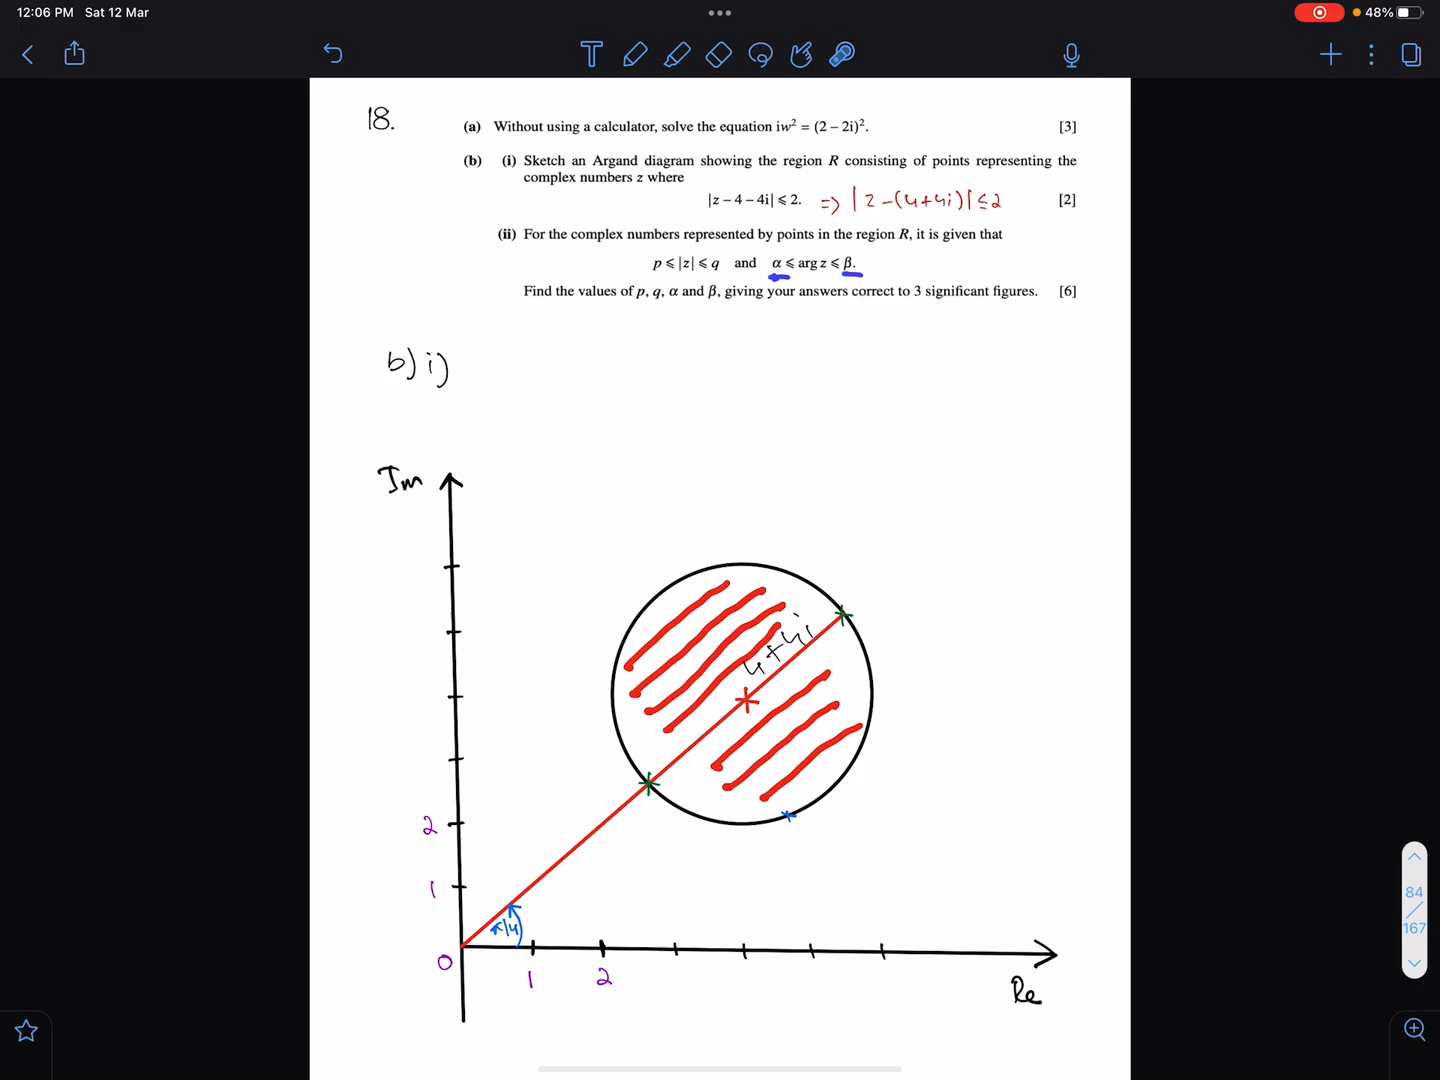 12:06 PM Sat 12 Mar
48%
18.
(a) Without using a calculator, solve the equation iw² = (2 – 2i)². [3]
(b) (i) Sketch an Argand diagram showing the region R consisting of points representing the
complex numbers z where
|z – 4 – 4i| ⩽ 2. => |z-(4+4i)| ≤ 2 [2]
(ii) For the complex numbers represented by points in the region R, it is given that
p ⩽ |z| ⩽ q and α ⩽ arg z ⩽ β.
Find the values of p, q, α and β, giving your answers correct to 3 significant figures. [6]
b) i)
Im
4+4i
2
1
π/4
0
1 2
Re
84
167